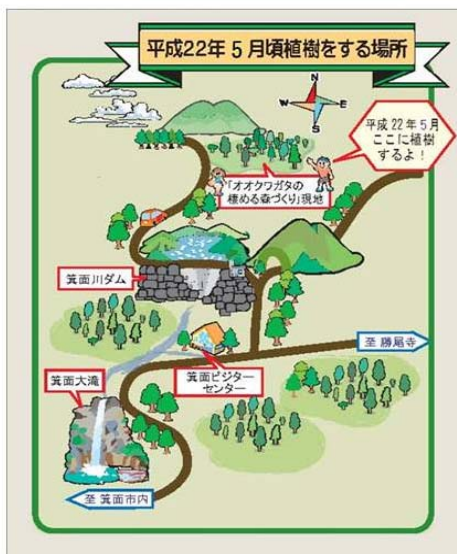 平成22年5月頃植樹をする場所
N
W
E
S
平成22年5月
ここに植樹
するよ！
「オオクワガタの
棲める森づくり」現地
箕面川ダム
至 勝尾寺
箕面ビジター
センター
箕面大滝
至 箕面市内